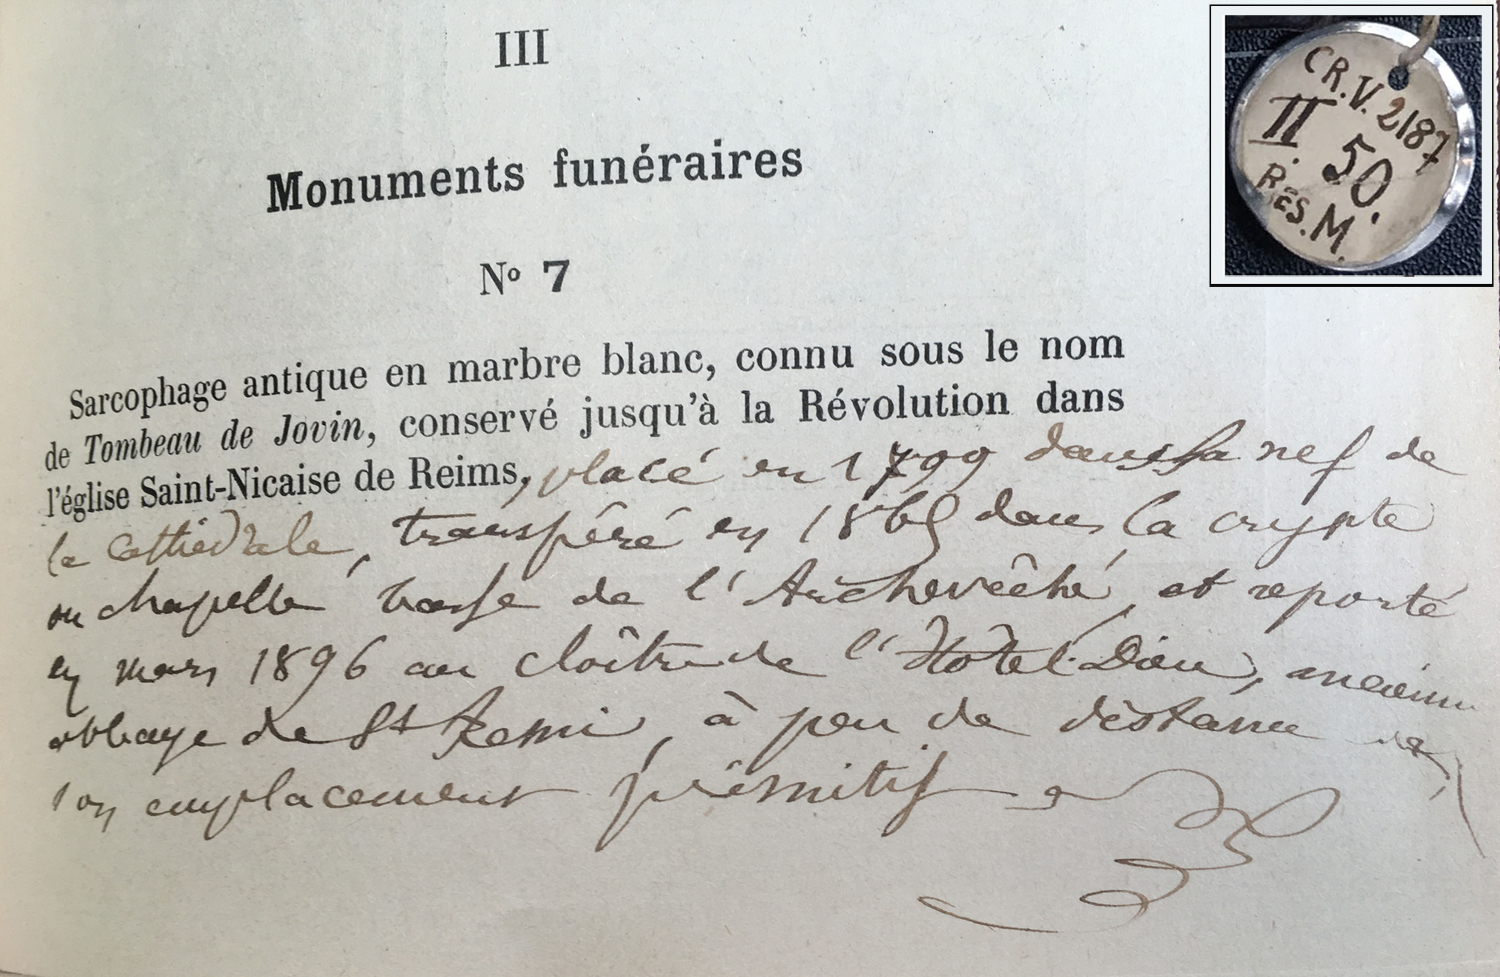 III
Monuments funéraires
Nº 7
Sarcophage antique en marbre blanc, connu sous le nom
de Tombeau de Jovin, conservé jusqu'à la Révolution dans
l'église Saint-Nicaise de Reims, placé en 1799 dans la nef de
la Cathédrale, transféré en 1865 dans la crypte
ou chapelle basse de l'Archevêché, et reporté
en mars 1896 au cloître de l'Hôtel-Dieu, ancienne
abbaye de St Remi, à peu de distance de
son emplacement primitif
CR.V. 2187
II. 50.
RES. M.